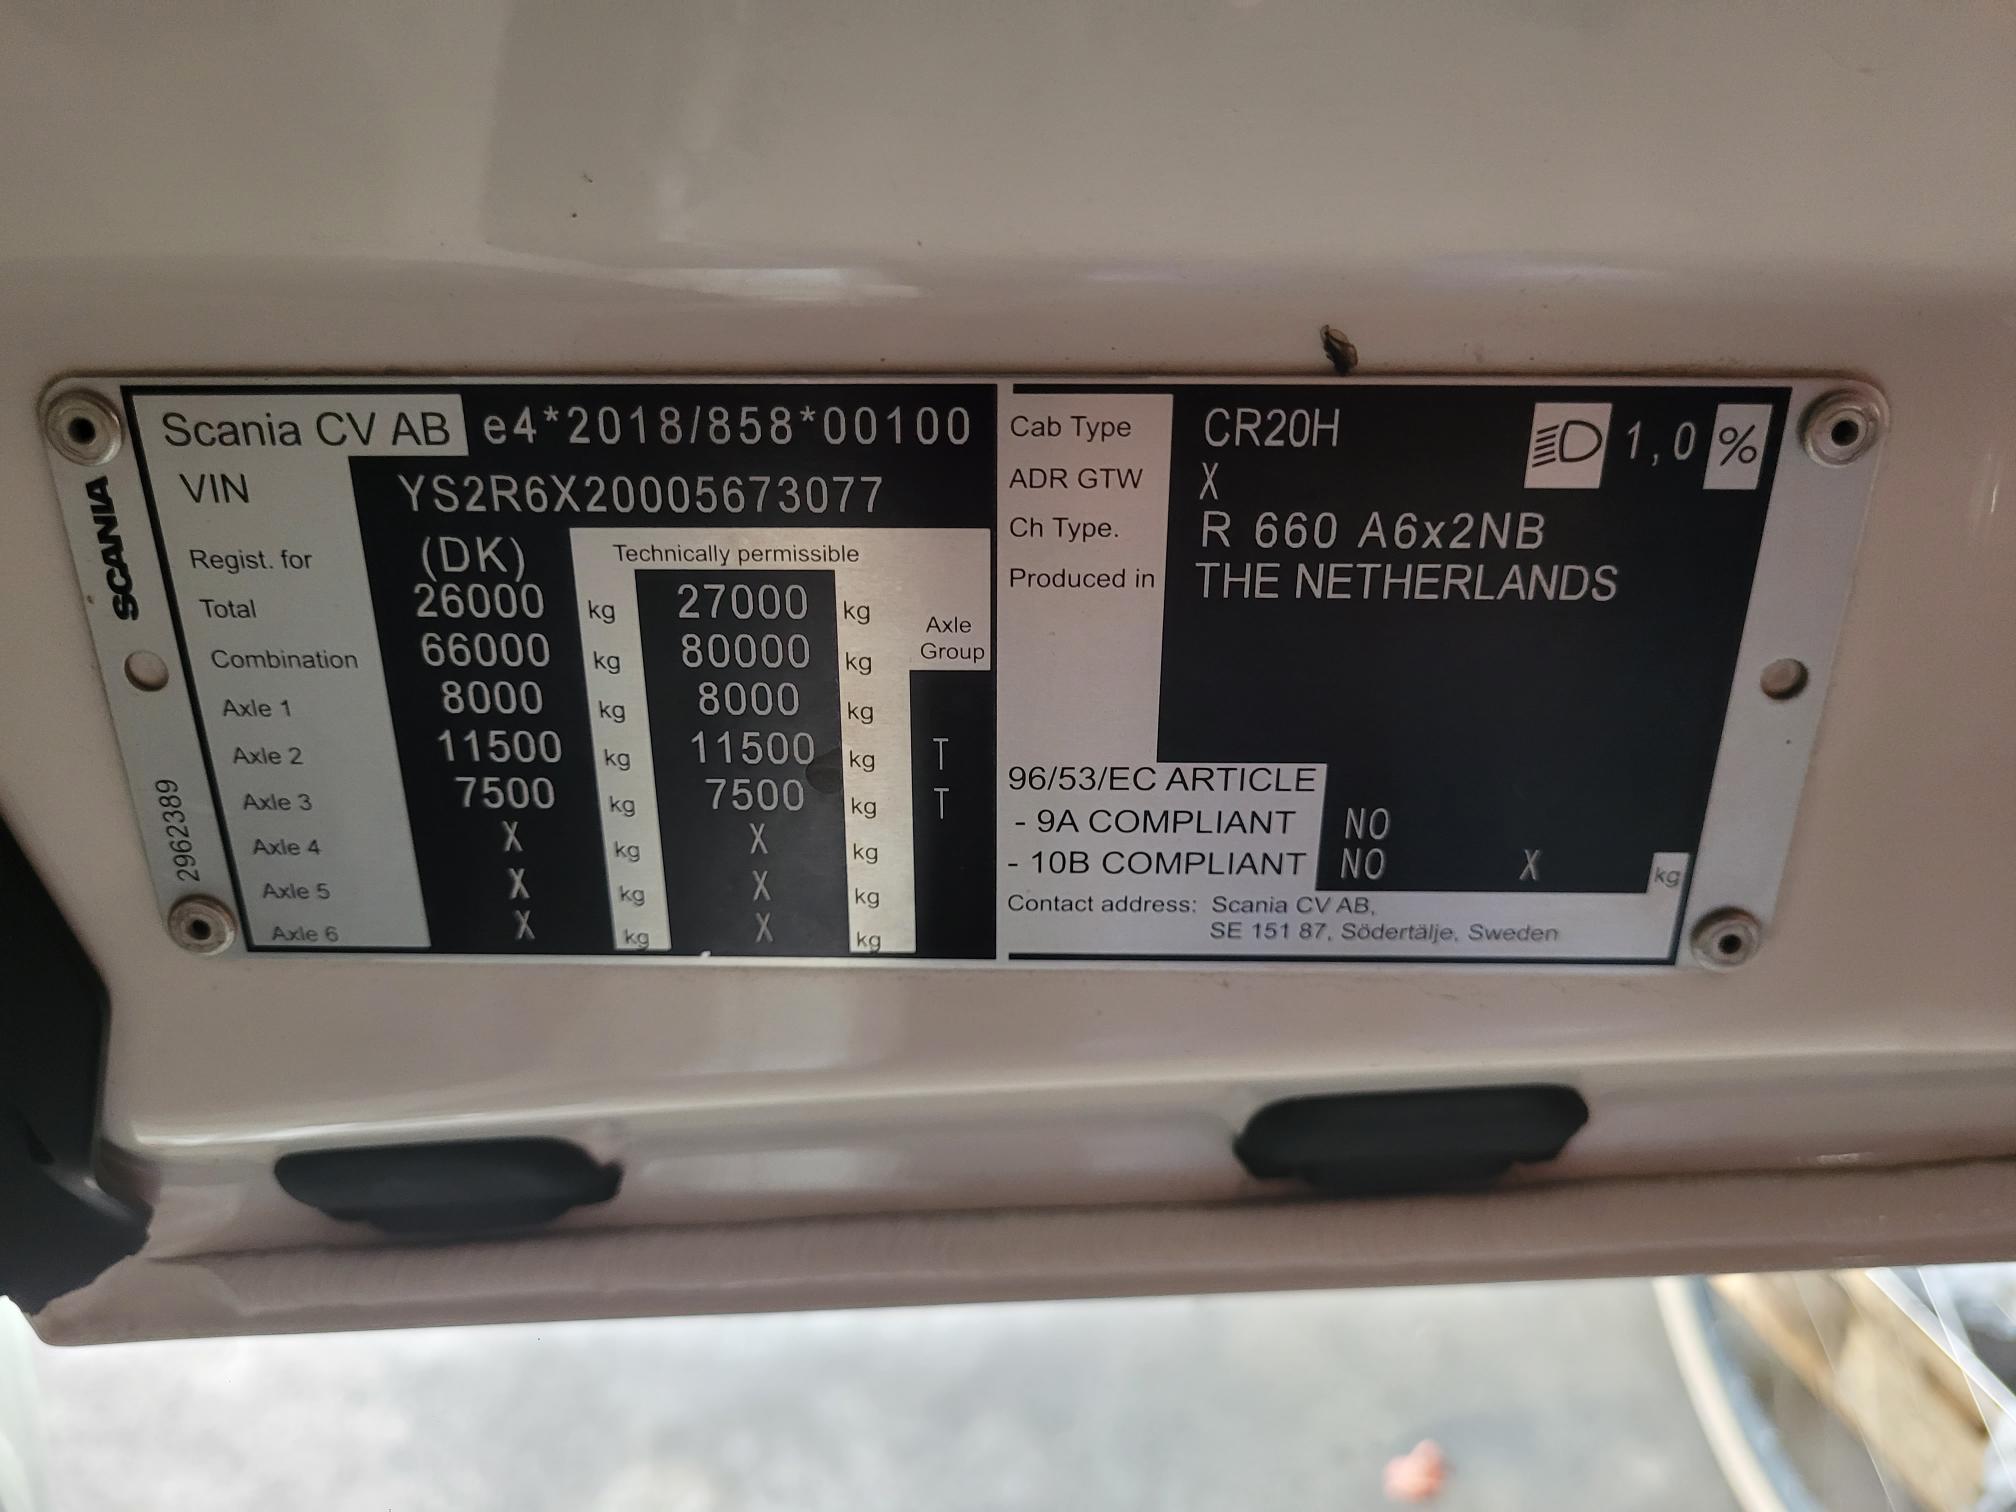 Scania CV AB e4*2018/858*00100
VIN YS2R6X20005673077
Regist. for (DK) Technically permissible
Total 26000 kg 27000 kg
Axle Group
Combination 66000 kg 80000 kg
Axle 1 8000 kg 8000 kg
Axle 2 11500 kg 11500 kg T
Axle 3 7500 kg 7500 kg T
Axle 4 X kg X kg
Axle 5 X kg X kg
Axle 6 X kg X kg
SCANIA
2962389
Cab Type CR20H 1,0 %
ADR GTW X
Ch Type. R 660 A6x2NB
Produced in THE NETHERLANDS
96/53/EC ARTICLE
- 9A COMPLIANT NO
- 10B COMPLIANT NO X kg
Contact address: Scania CV AB,
SE 151 87, Södertälje, Sweden